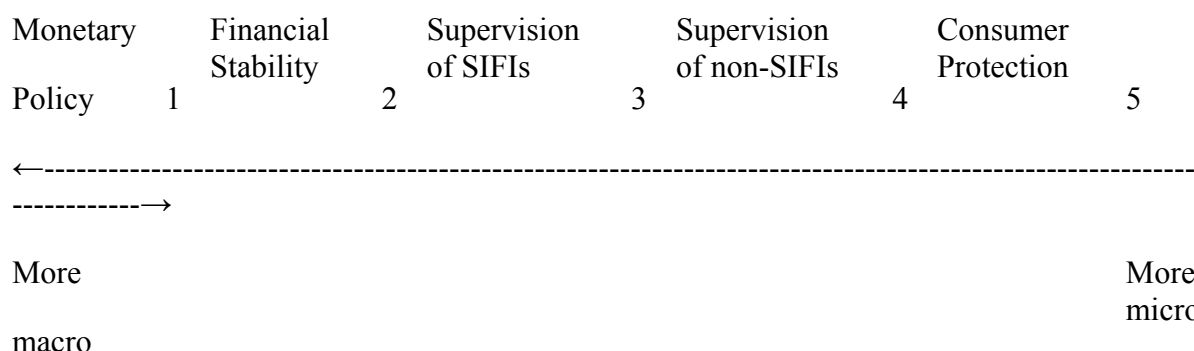 Monetary Financial Supervision Supervision Consumer
Stability of SIFIs of non-SIFIs Protection
Policy 1 2 3 4 5
←------------------------------------------------------------------------------------------------------------
------------→
More More
micro
macro